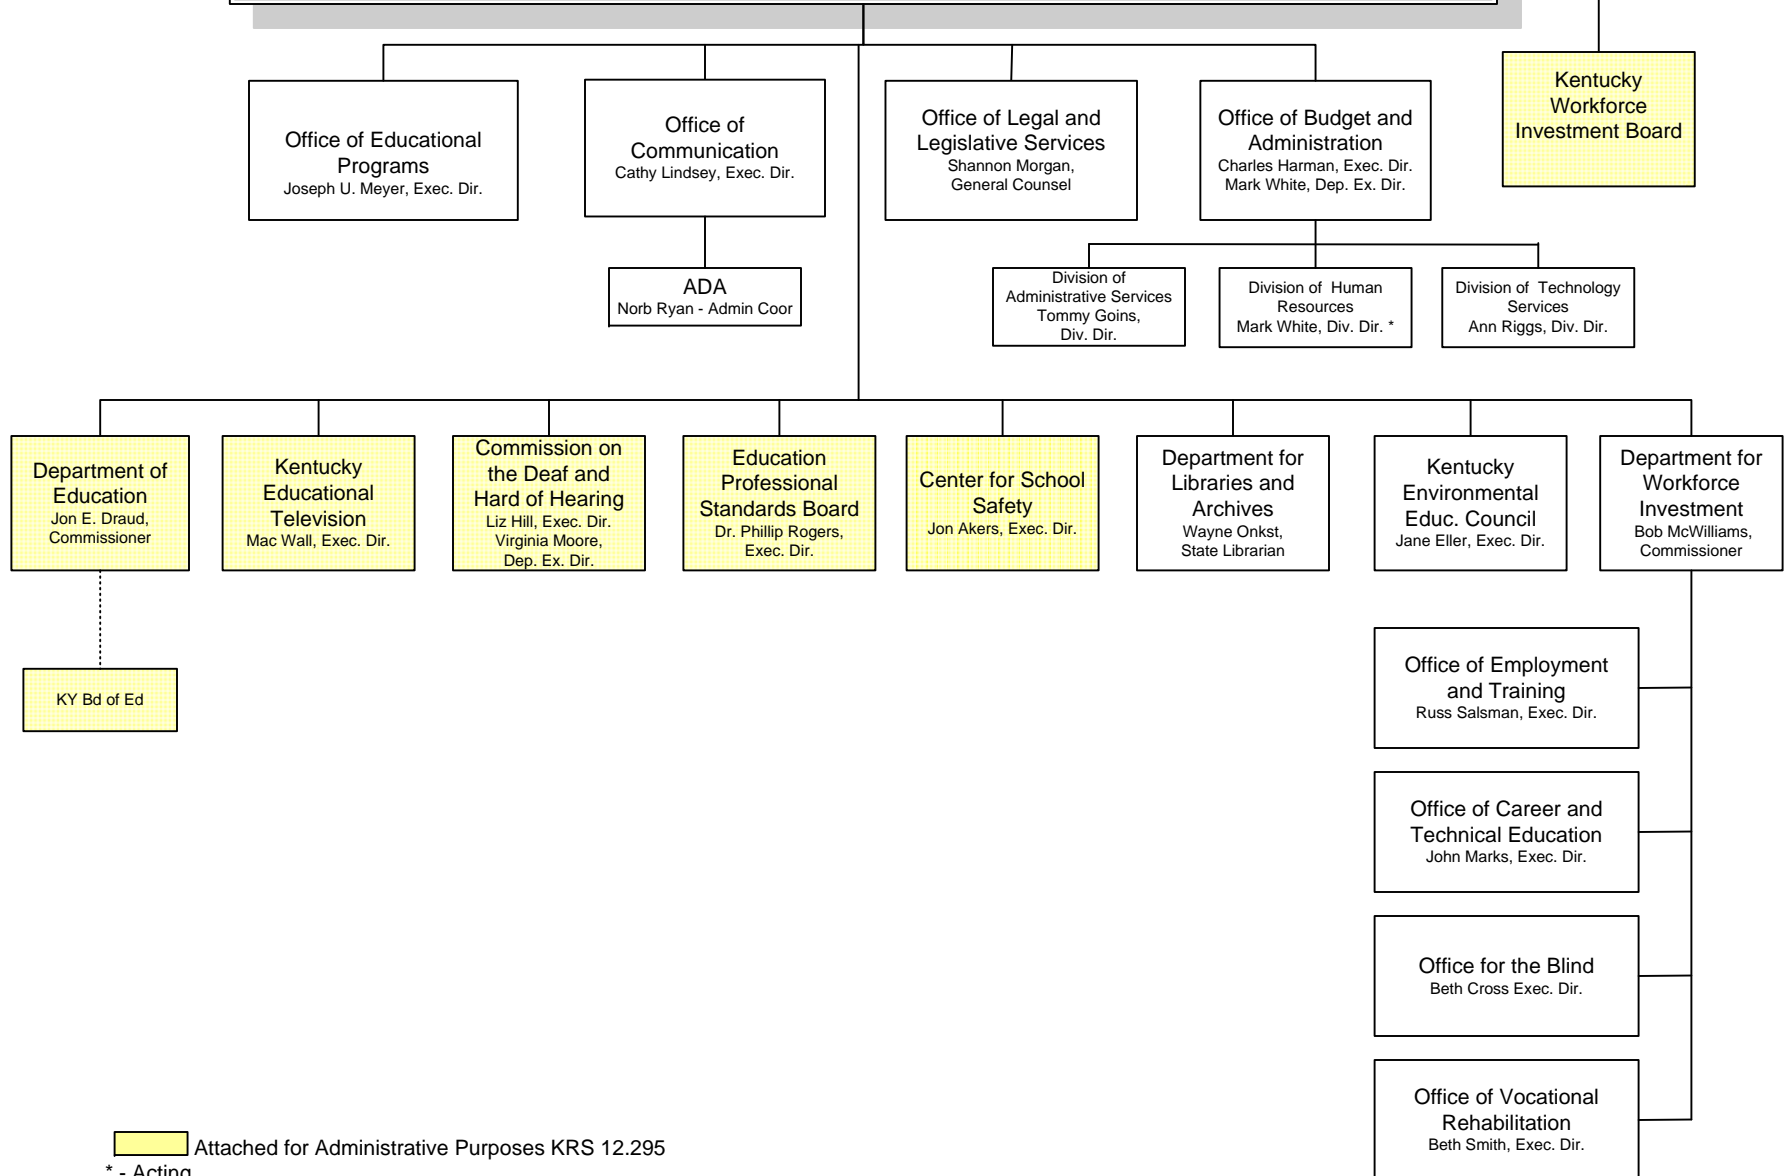 Kentucky
Workforce
Investment Board
Office of Educational
Programs
Joseph U. Meyer, Exec. Dir.
Office of
Communication
Cathy Lindsey, Exec. Dir.
Office of Legal and
Legislative Services
Shannon Morgan,
General Counsel
Office of Budget and
Administration
Charles Harman, Exec. Dir.
Mark White, Dep. Ex. Dir.
ADA
Norb Ryan - Admin Coor
Division of
Administrative Services
Tommy Goins,
Div. Dir.
Division of  Human
Resources
Mark White, Div. Dir. *
Division of  Technology
Services
Ann Riggs, Div. Dir.
Department of
Education
Jon E. Draud,
Commissioner
Kentucky
Educational
Television
Mac Wall, Exec. Dir.
Commission on
the Deaf and
Hard of Hearing
Liz Hill, Exec. Dir.
Virginia Moore,
Dep. Ex. Dir.
Education
Professional
Standards Board
Dr. Phillip Rogers,
Exec. Dir.
Center for School
Safety
Jon Akers, Exec. Dir.
Department for
Libraries and
Archives
Wayne Onkst,
State Librarian
Kentucky
Environmental
Educ. Council
Jane Eller, Exec. Dir.
Department for
Workforce
Investment
Bob McWilliams,
Commissioner
KY Bd of Ed
Office of Employment
and Training
Russ Salsman, Exec. Dir.
Office of Career and
Technical Education
John Marks, Exec. Dir.
Office for the Blind
Beth Cross Exec. Dir.
Office of Vocational
Rehabilitation
Beth Smith, Exec. Dir.
Attached for Administrative Purposes KRS 12.295
* - Acting